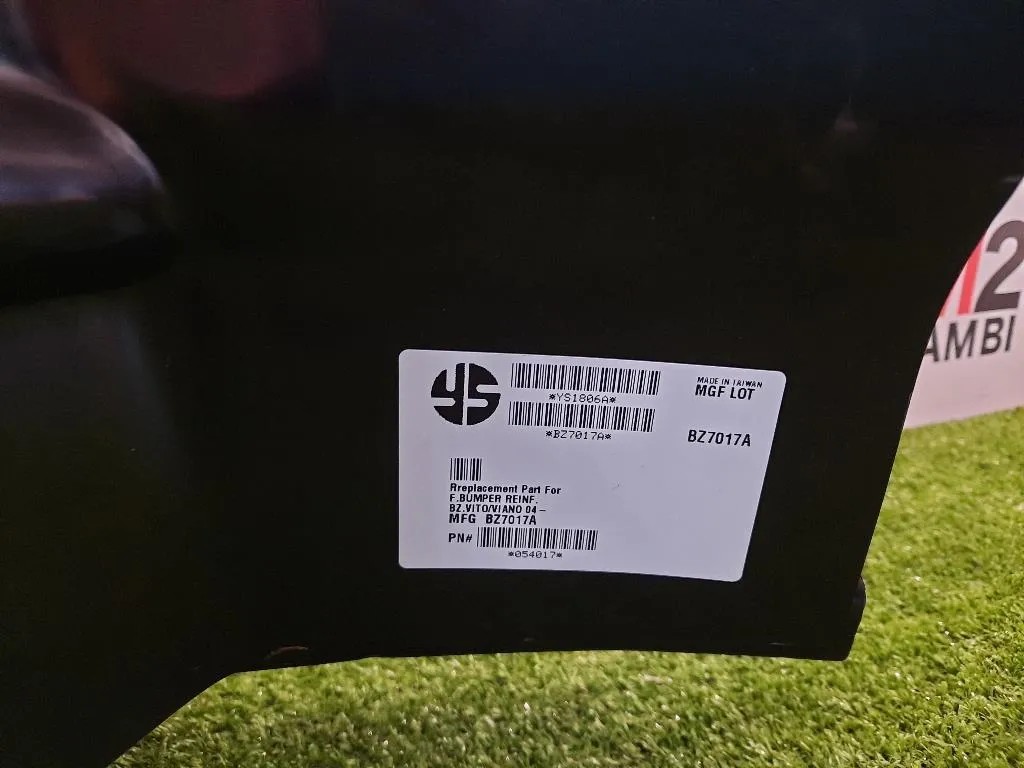 YS
*YS1806A*
*BZ7017A*
MADE IN TAIWAN
MGF LOT
BZ7017A
Rreplacement Part For
F.BUMPER REINF.
BZ.VITO/VIANO 04-
MFG BZ7017A
PN#
*054017*
2
AMBI